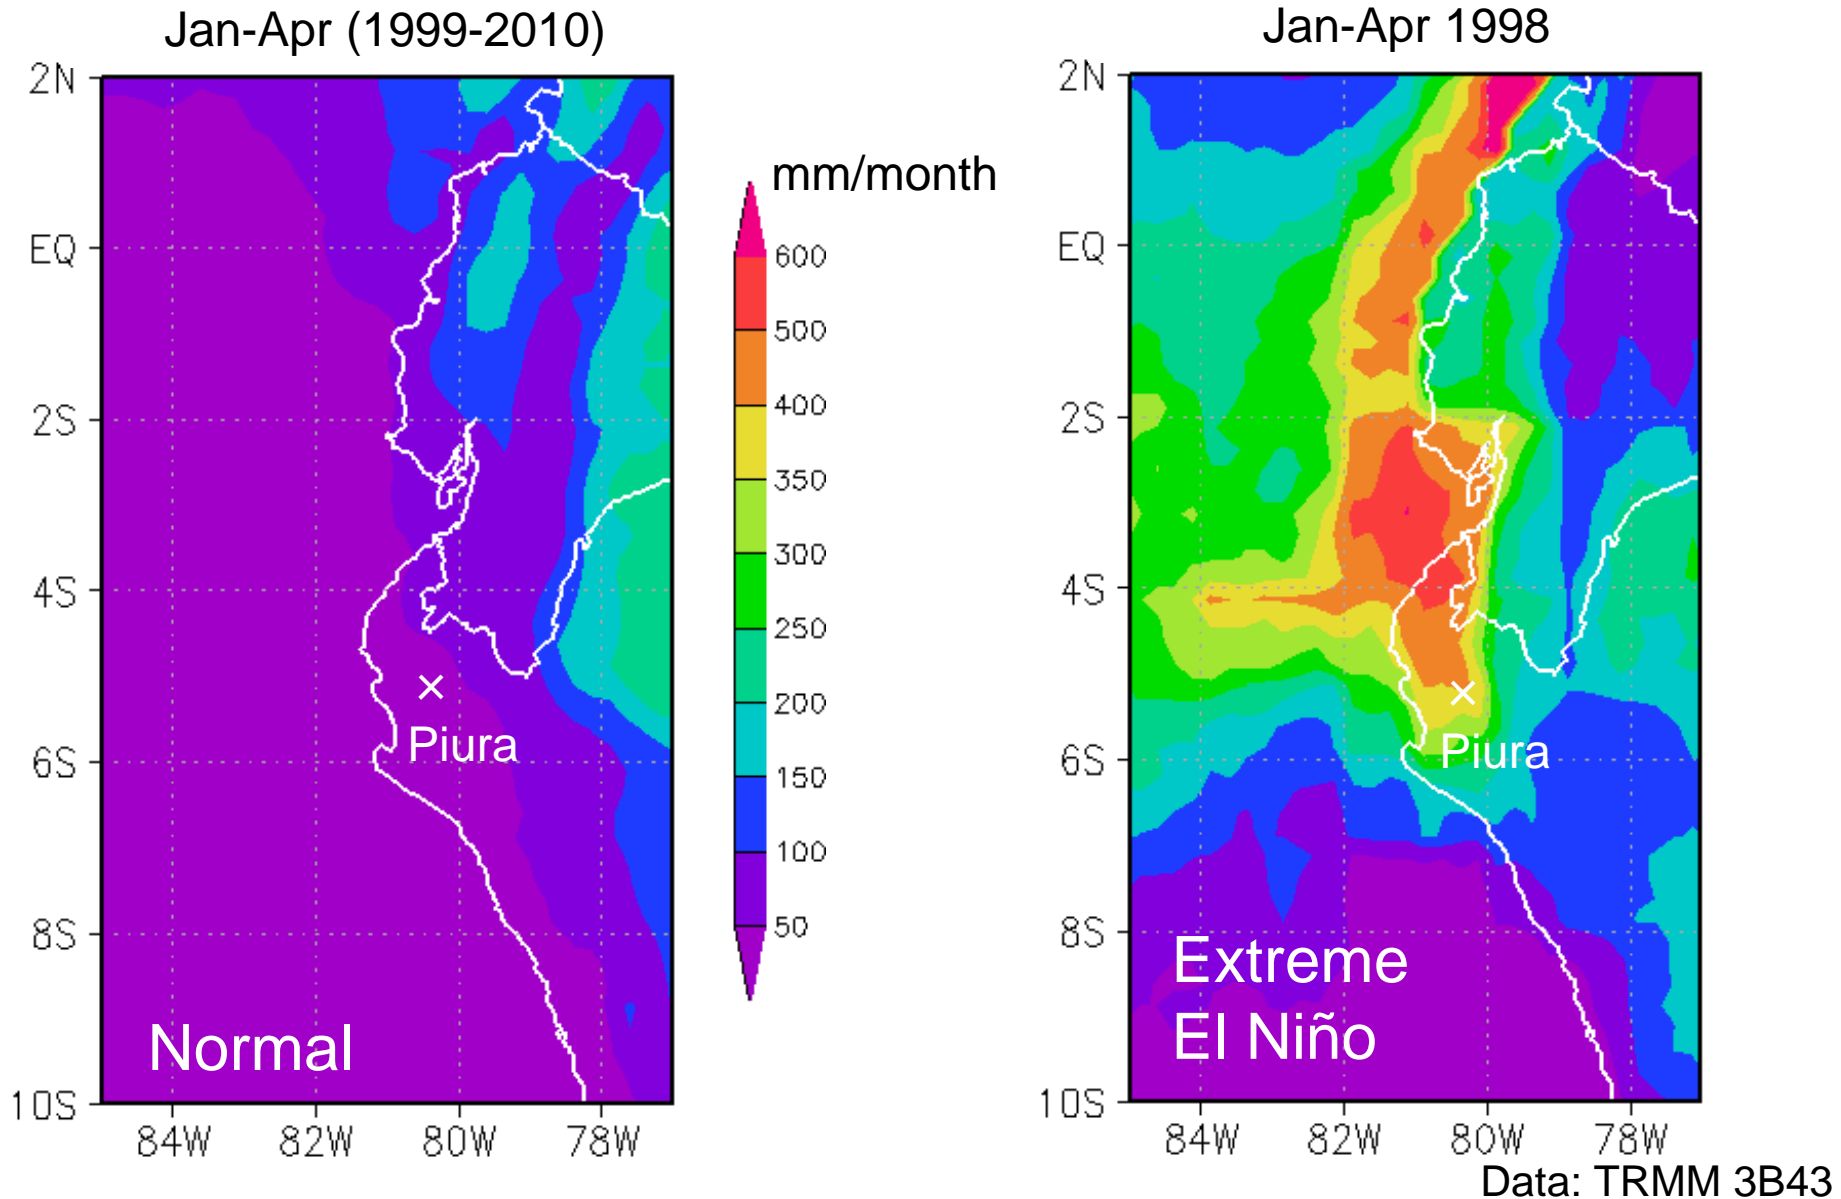 Jan-Apr (1999-2010)
2N
EQ
2S
4S
6S
8S
10S
84W 82W 80W 78W
Piura
Normal
mm/month
600
500
400
350
300
250
200
150
100
50
Jan-Apr 1998
2N
EQ
2S
4S
6S
8S
10S
84W 82W 80W 78W
Piura
Extreme
El Niño
Data: TRMM 3B43